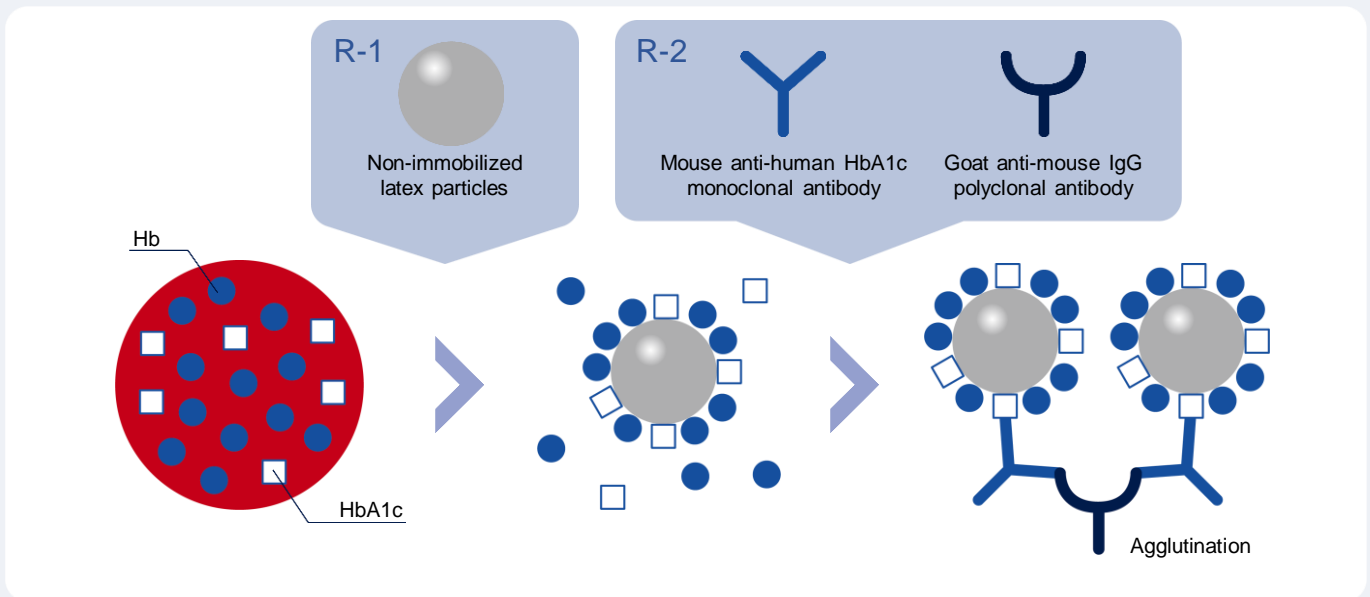 R-1
Non-immobilized
latex particles
R-2
Mouse anti-human HbA1c
monoclonal antibody
Goat anti-mouse IgG
polyclonal antibody
Hb
HbA1c
Agglutination